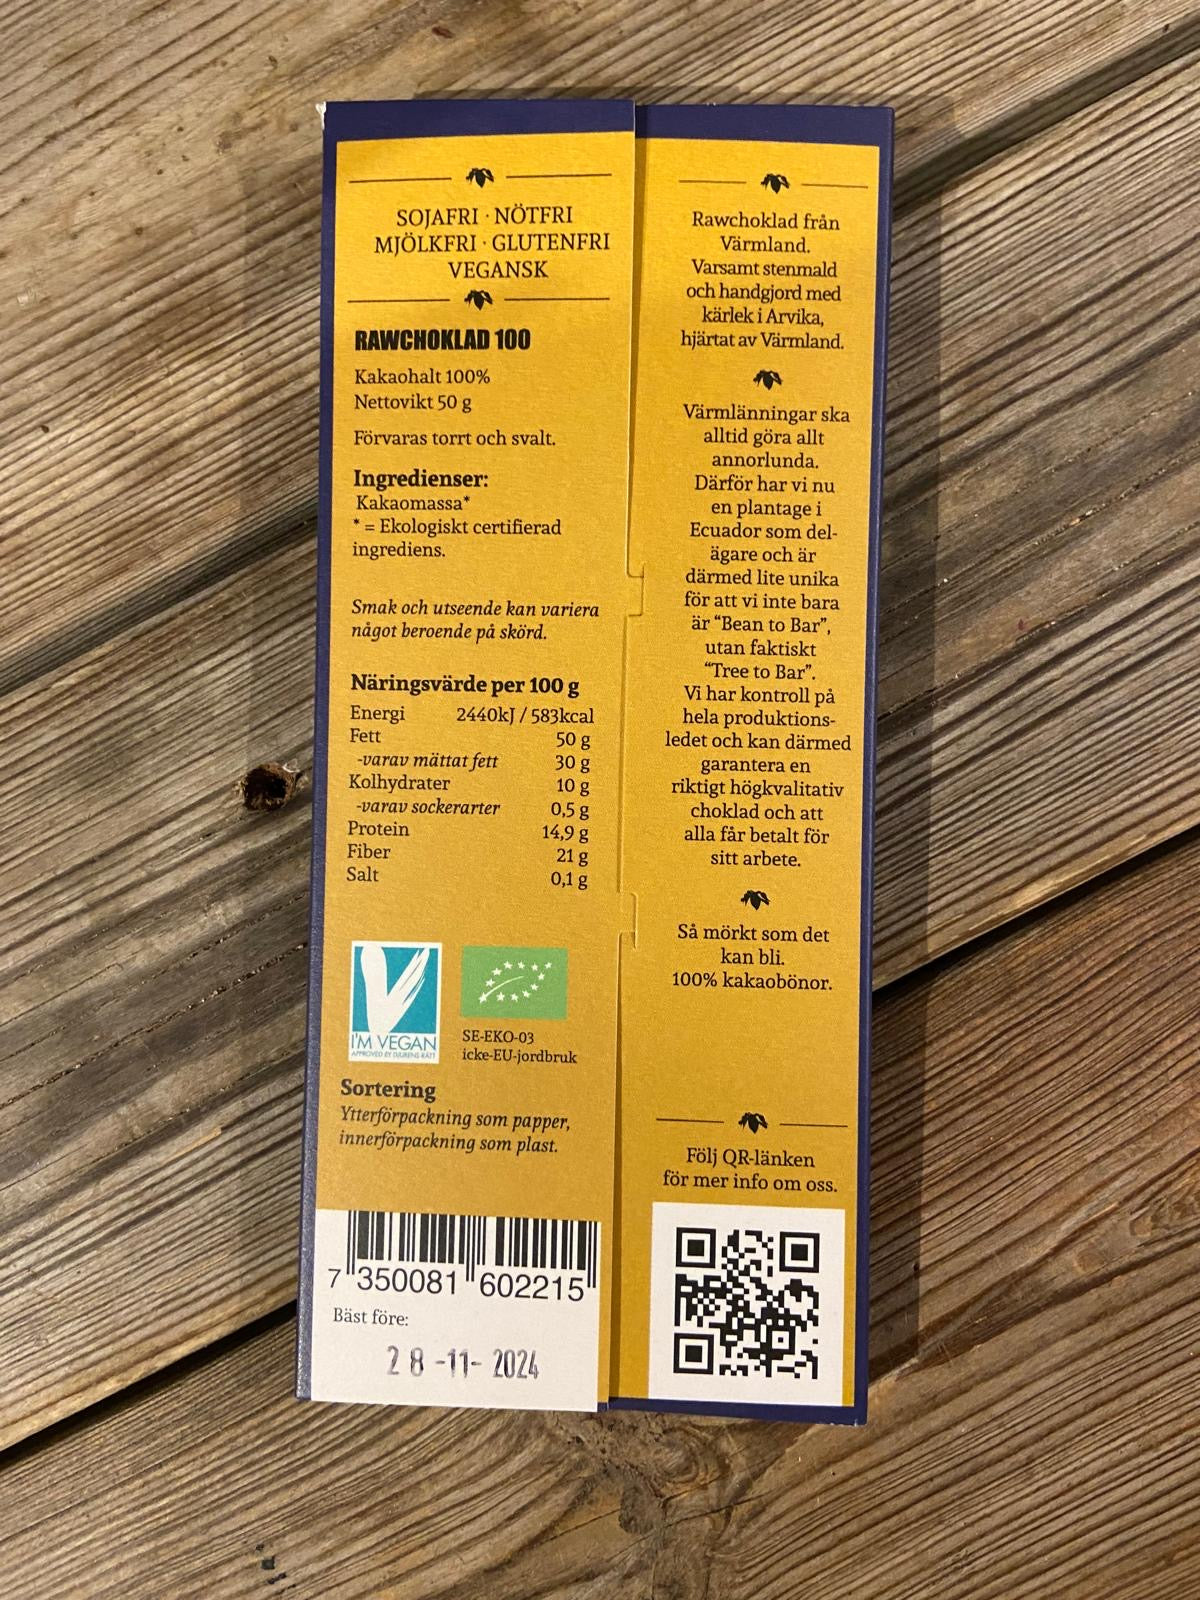 SOJAFRI · NÖTFRI
MJÖLKFRI · GLUTENFRI
VEGANSK
RAWCHOKLAD 100
Kakaohalt 100%
Nettovikt 50 g
Förvaras torrt och svalt.
Ingredienser:
Kakaomassa*
* = Ekologiskt certifierad
ingrediens.
Smak och utseende kan variera
något beroende på skörd.
Näringsvärde per 100 g
Energi 2440kJ / 583kcal
Fett 50 g
-varav mättat fett 30 g
Kolhydrater 10 g
-varav sockerarter 0,5 g
Protein 14,9 g
Fiber 21 g
Salt 0,1 g
I'M VEGAN
APPROVED BY DJURENS RÄTT
SE-EKO-03
icke-EU-jordbruk
Sortering
Ytterförpackning som papper,
innerförpackning som plast.
7 350081 602215
Bäst före:
28-11-2024
Rawchoklad från
Värmland.
Varsamt stenmald
och handgjord med
kärlek i Arvika,
hjärtat av Värmland.
Värmlänningar ska
alltid göra allt
annorlunda.
Därför har vi nu
en plantage i
Ecuador som del-
ägare och är
därmed lite unika
för att vi inte bara
är “Bean to Bar”,
utan faktiskt
“Tree to Bar”.
Vi har kontroll på
hela produktions-
ledet och kan därmed
garantera en
riktigt högkvalitativ
choklad och att
alla får betalt för
sitt arbete.
Så mörkt som det
kan bli.
100% kakaobönor.
Följ QR-länken
för mer info om oss.